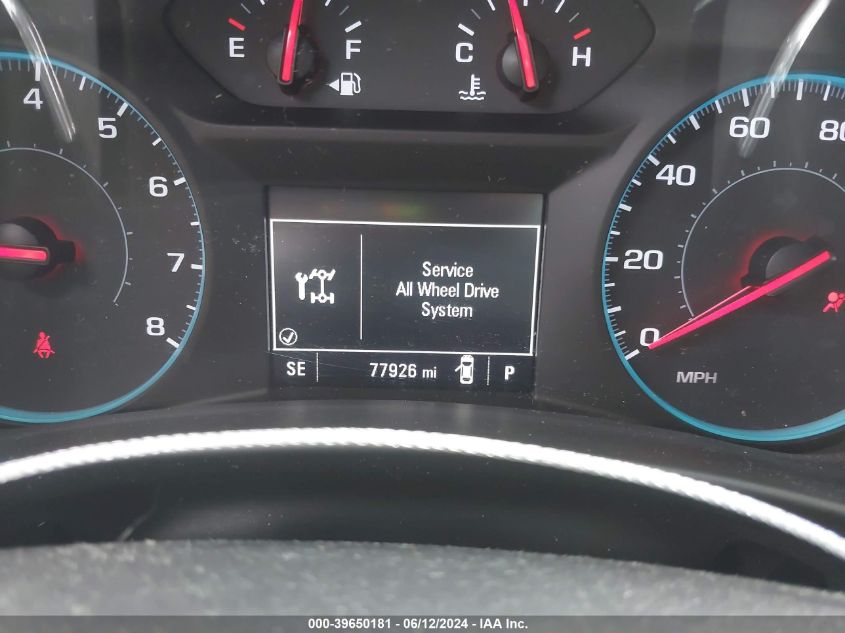 E F C H
4 5 6 7 8
0 20 40 60 80
MPH
Service
All Wheel Drive
System
SE 77926 mi P
000-39650181 - 06/12/2024 - IAA Inc.